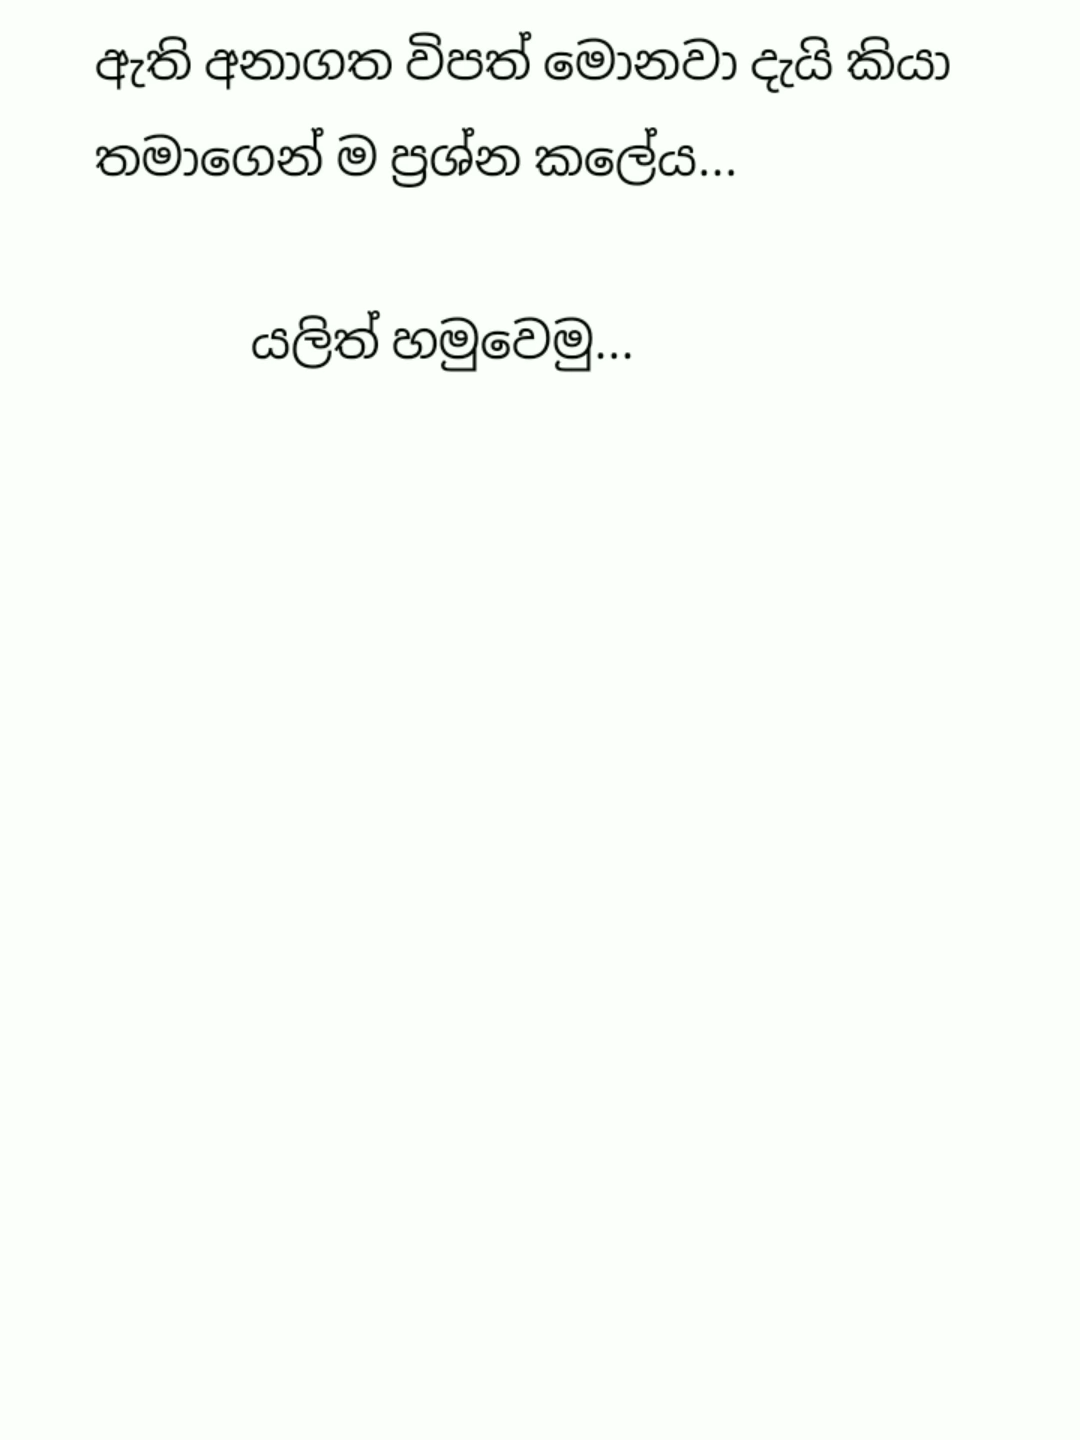 ඇති අනාගත විපත් මොනවා දැයි කියා
තමාගෙන් ම ප්‍රශ්න කලේය...
යලිත් හමුවෙමු...